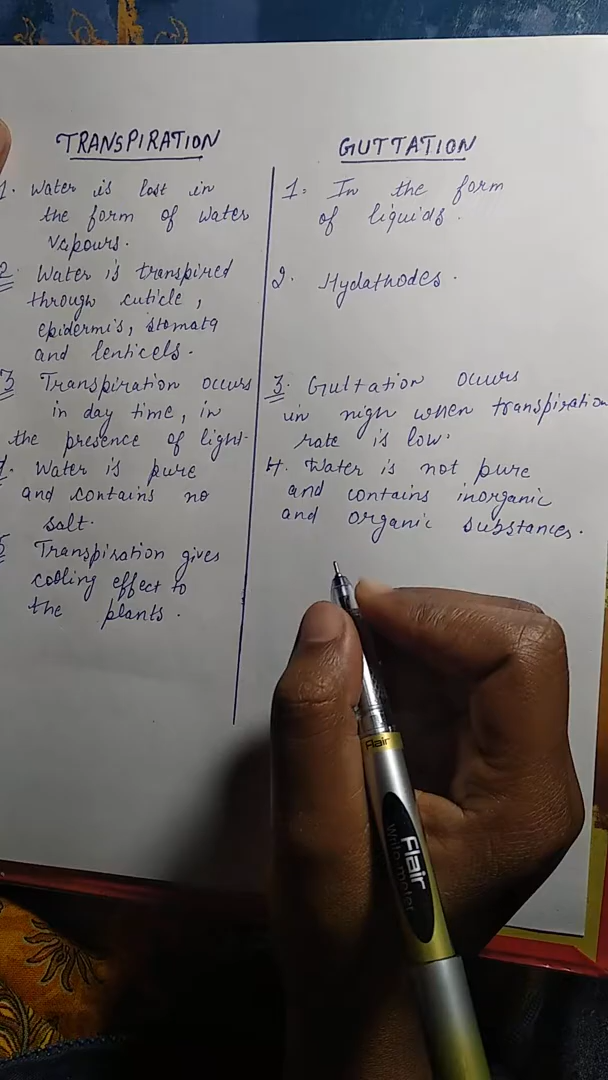 TRANSPIRATION
1. Water is lost in
the form of water
vapours.
2. Water is transpired
through cuticle,
epidermis, stomata
and lenticels.
3 Transpiration occurs
in day time, in
the presence of light.
4. Water is pure
and contains no
salt.
5 Transpiration gives
cooling effect to
the plants.
GUTTATION
1. In the form
of liquids.
2. Hydathodes.
3. Guttation occurs
in nigh when transpiration
rate is low.
4. Water is not pure
and contains inorganic
and organic substances.
Flair
Flair
Writo-meter